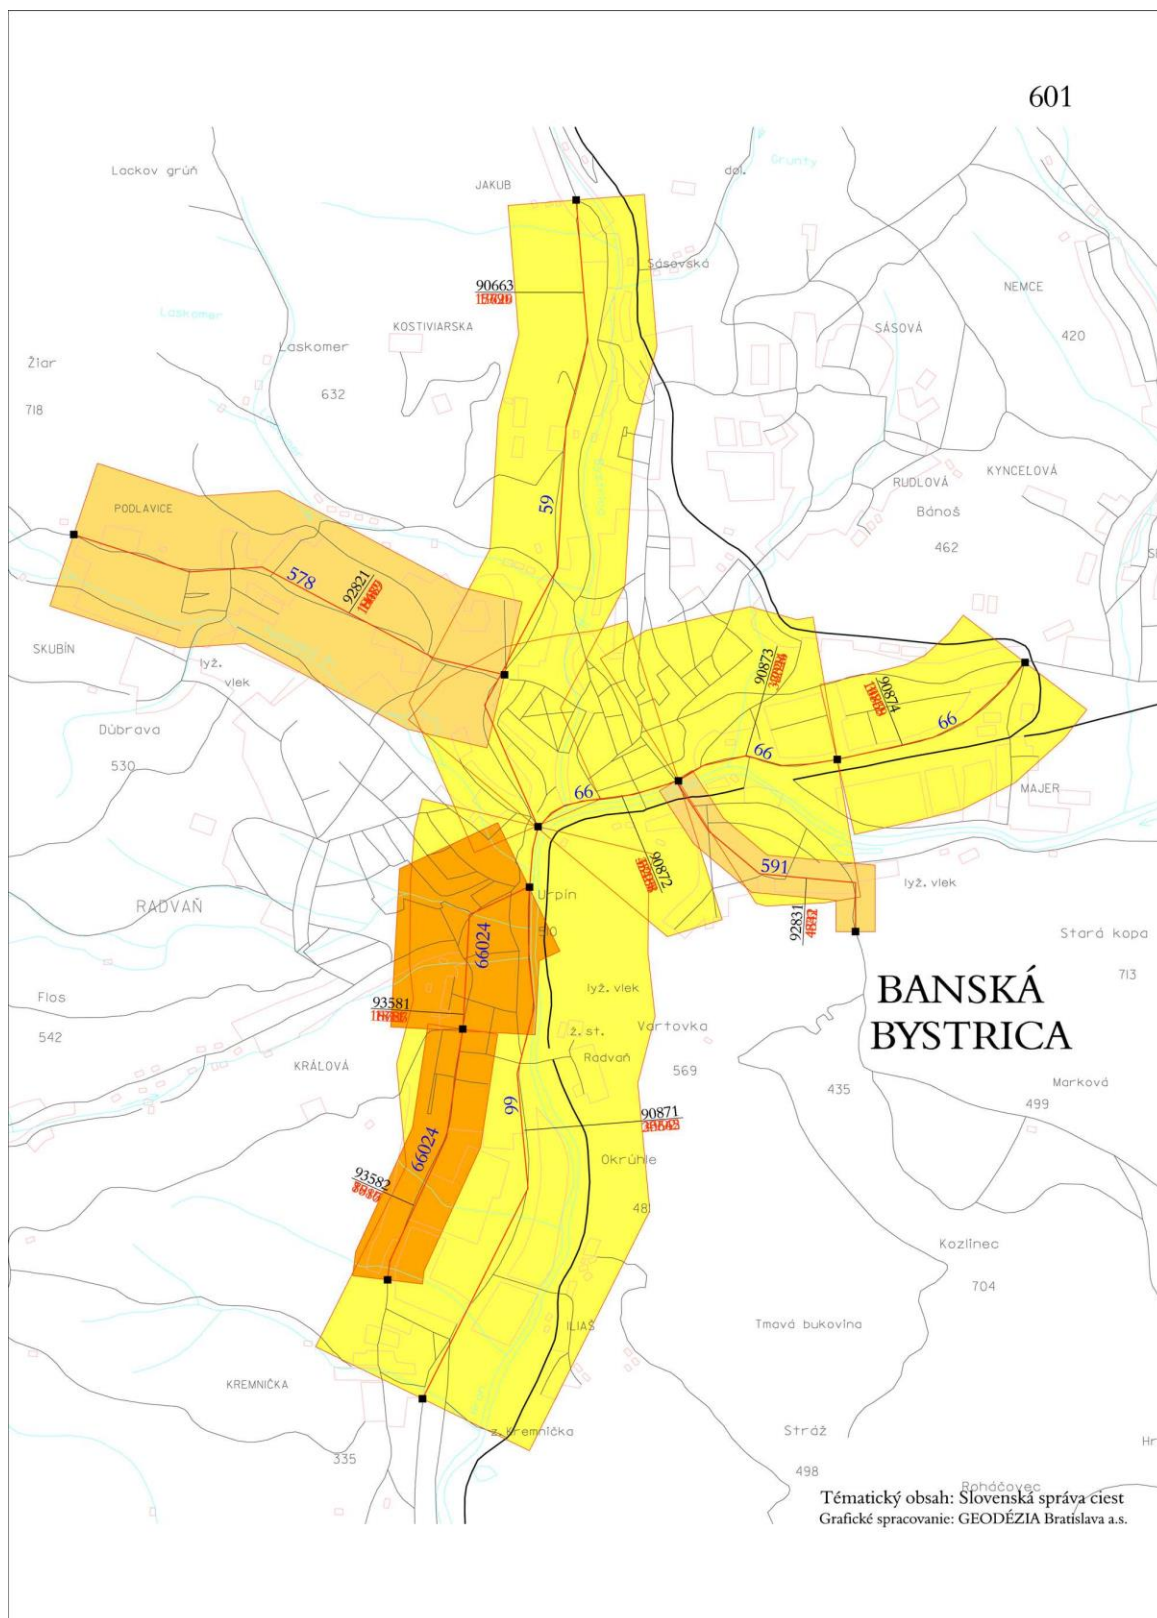 601
Lackov grúň
JAKUB
dol.
Grunty
Sásovská
90663
NEMCE
Laskomer
KOSTIVIARSKA
SÁSOVÁ
420
Laskomer
Žiar
632
718
KYNCELOVÁ
RUDLOVÁ
59
PODLAVICE
Bánoš
462
578
92821
SKUBÍN
lyž.
vlek
90873
90874
66
Dúbrava
66
530
66
MAJER
90872
591
lyž. vlek
Urpín
RADVAŇ
510
92831
66024
Stará kopa
713
BANSKÁ
BYSTRICA
lyž. vlek
Flos
93581
ž. st.
Vartovka
542
Radvaň
KRÁĽOVÁ
569
435
Marková
499
99
90871
66024
Okrúhle
93582
481
Kozlinec
704
ILIAŠ
Tmavá bukovina
KREMNIČKA
z. Kremnička
Stráž
Hr
335
498
Roháčovec
Tématický obsah: Slovenská správa ciest
Grafické spracovanie: GEODÉZIA Bratislava a.s.